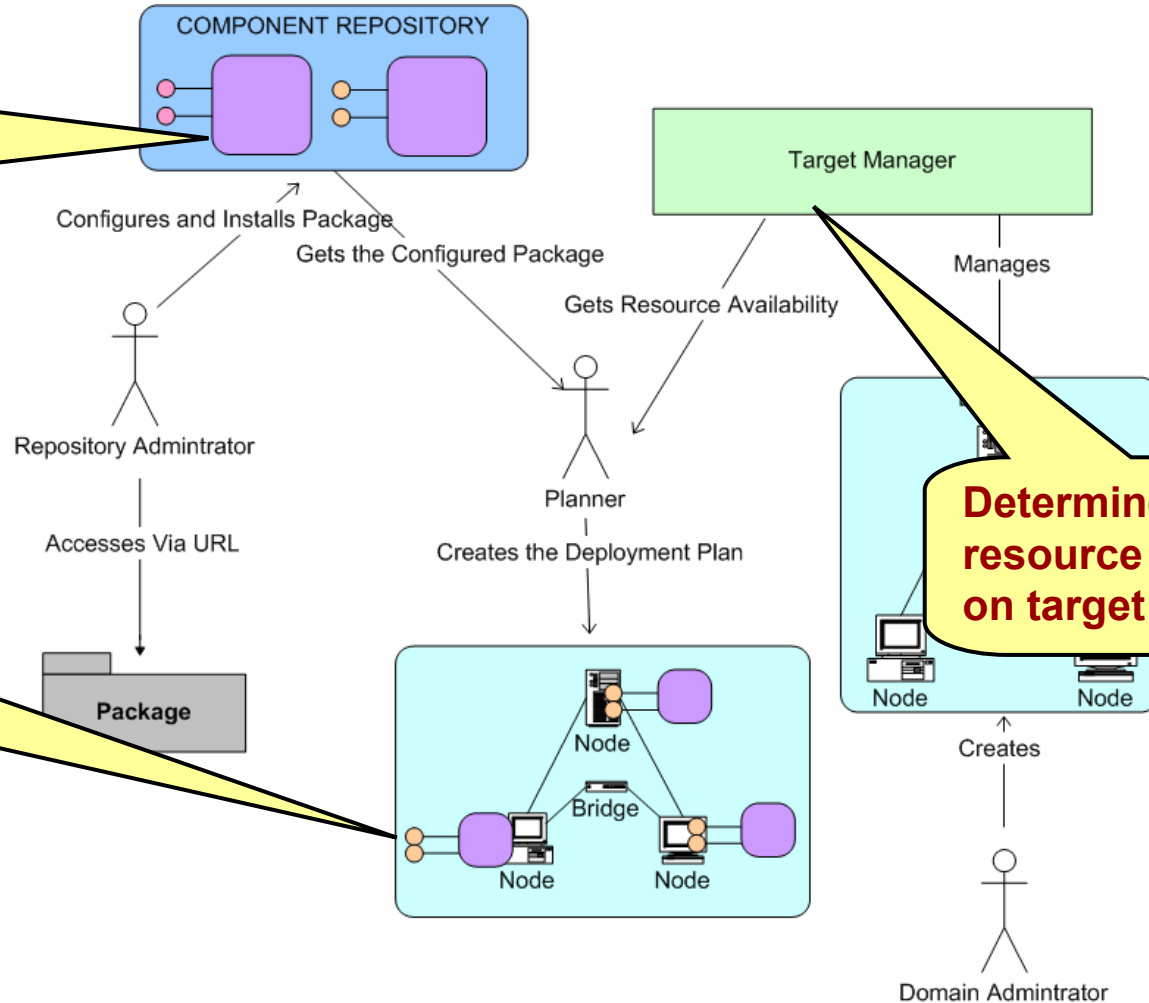 COMPONENT REPOSITORY
Target Manager
Configures and Installs Package
Gets the Configured Package
Manages
Gets Resource Availability
Repository Admintrator
Planner
Accesses Via URL
Creates the Deployment Plan
resource
on target
Package
Node
Node
Node
Creates
Bridge
Node
Node
Domain Admintrator